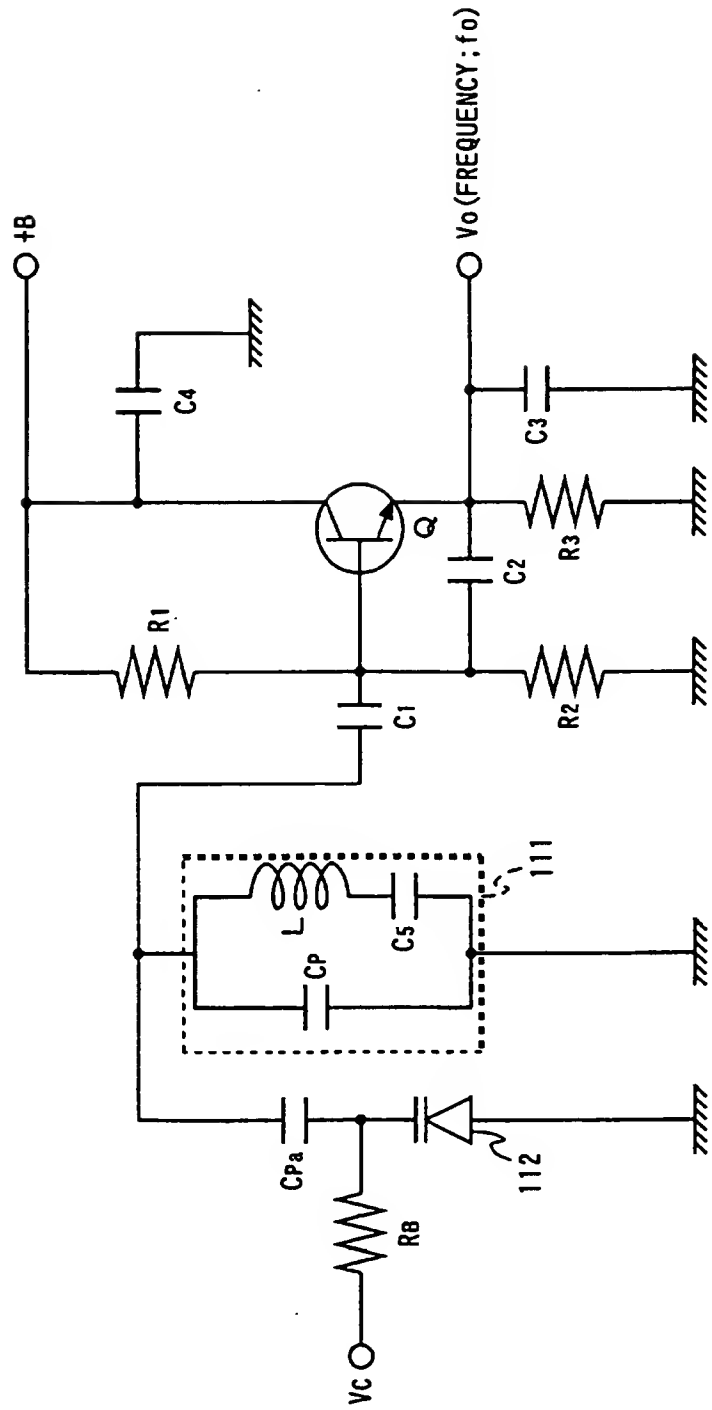 +B
C4
R1
Vo(FREQUENCY;fo)
Q
C1
C2
C3
R2
R3
L
CP
C5
111
CPa
RB
112
VC